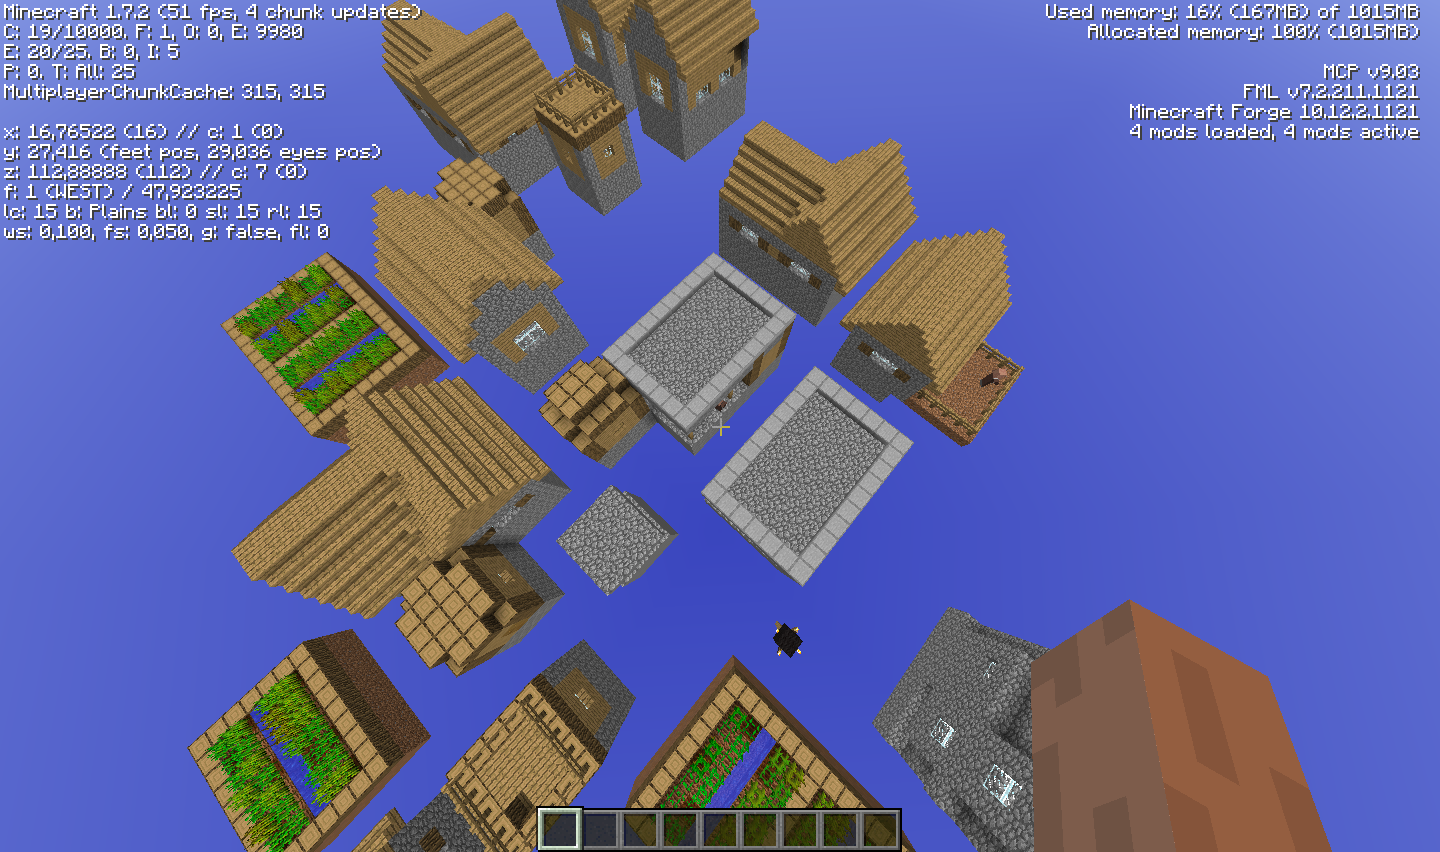 Minecraft 1.7.2 (51 fps, 4 chunk updates)
C: 19/10000. F: 1, O: 0, E: 9980
E: 20/25. B: 0, I: 5
P: 0. T: All: 25
MultiplayerChunkCache: 315, 315
x: 16,76522 (16) // c: 1 (0)
y: 27,416 (feet pos, 29,036 eyes pos)
z: 112,88888 (112) // c: 7 (0)
f: 1 (WEST) / 47,923225
lc: 15 b: Plains bl: 0 sl: 15 rl: 15
ws: 0,100, fs: 0,050, g: false, fl: 0
Used memory: 16% (167MB) of 1015MB
Allocated memory: 100% (1015MB)
MCP v9.03
FML v7.2.211.1121
Minecraft Forge 10.12.2.1121
4 mods loaded, 4 mods active